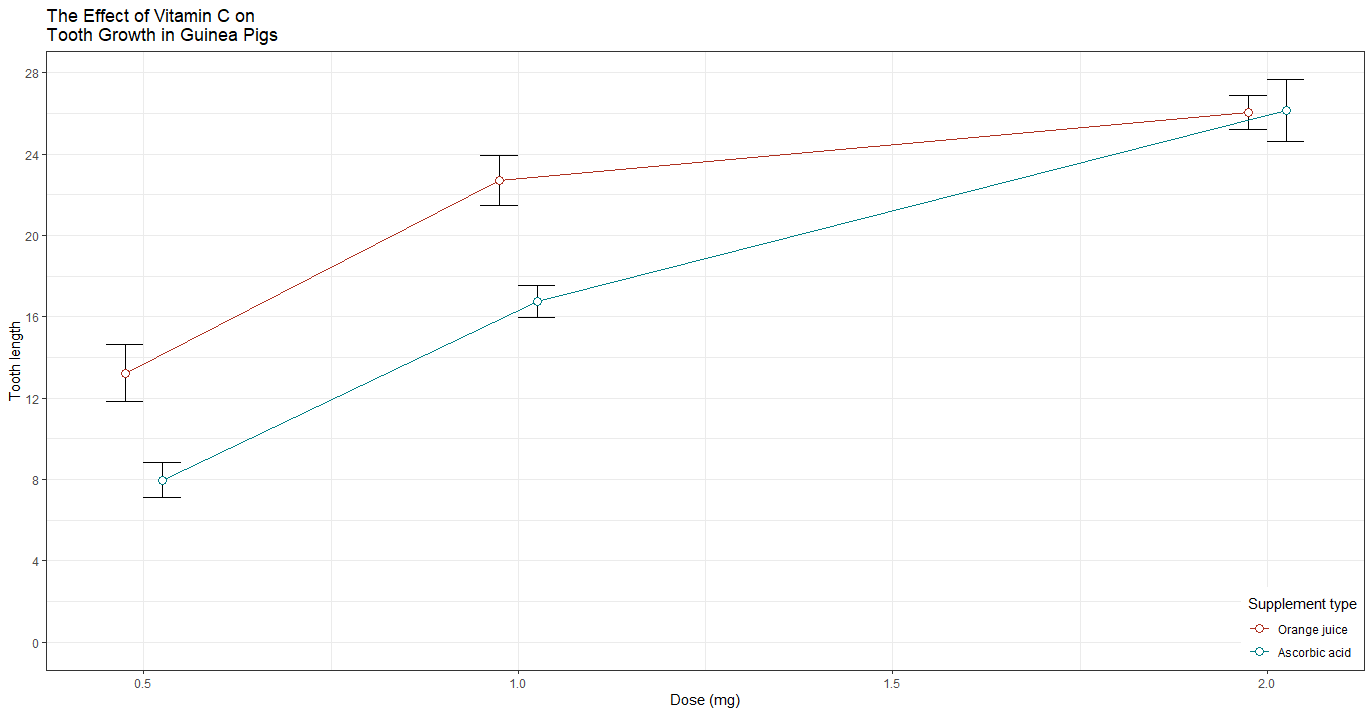 The Effect of Vitamin C on
Tooth Growth in Guinea Pigs
Tooth length
28
24
20
16
12
8
4
0
0.5
1.0
1.5
2.0
Dose (mg)
Supplement type
Orange juice
Ascorbic acid